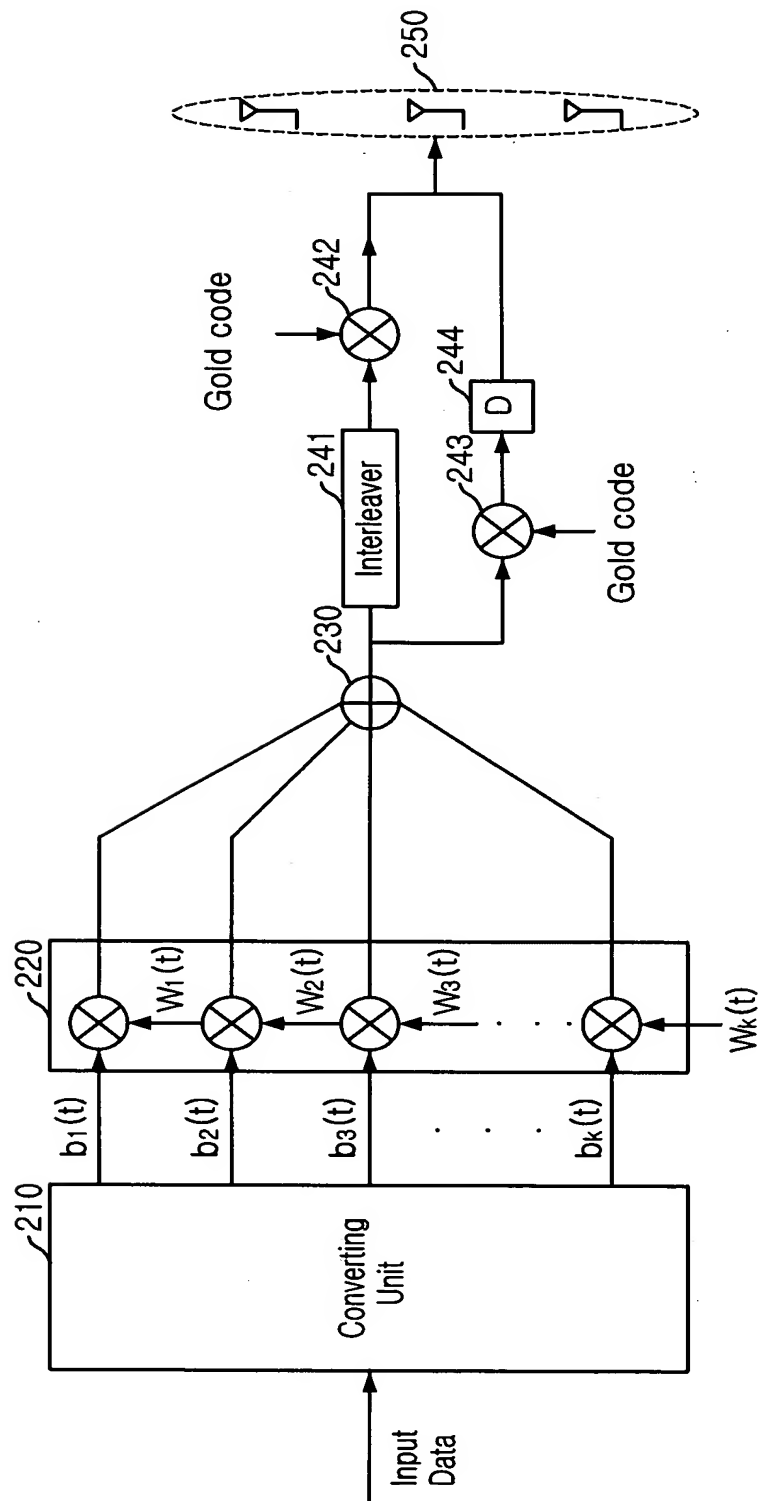 Input
Data
210
Converting
Unit
b1(t)
b2(t)
b3(t)
bk(t)
220
W1(t)
W2(t)
W3(t)
Wk(t)
230
241
Interleaver
Gold code
242
243
Gold code
244
D
250